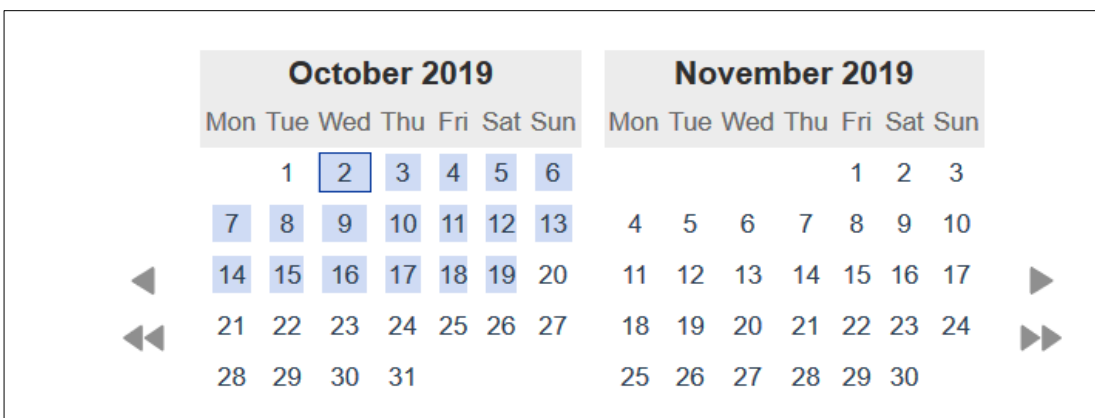 October 2019
Mon Tue Wed Thu Fri Sat Sun
1 2 3 4 5 6
7 8 9 10 11 12 13
14 15 16 17 18 19 20
21 22 23 24 25 26 27
28 29 30 31
November 2019
Mon Tue Wed Thu Fri Sat Sun
1 2 3
4 5 6 7 8 9 10
11 12 13 14 15 16 17
18 19 20 21 22 23 24
25 26 27 28 29 30